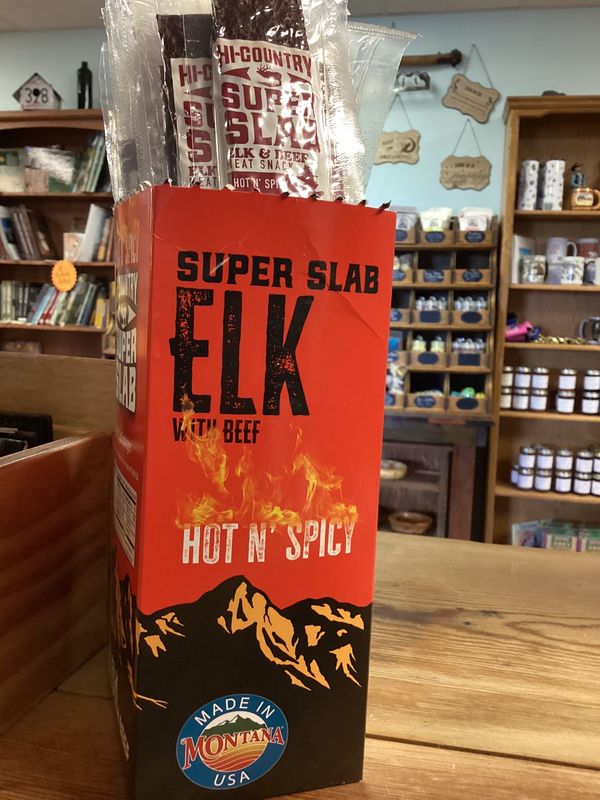 HI-COUNTRY
SUPER
SLAB
ELK & BEEF
MEAT SNACK
HOT N' SPICY
SUPER SLAB
ELK
WITH BEEF
HOT N' SPICY
MADE IN
MONTANA
USA
SUPER
SLAB
328